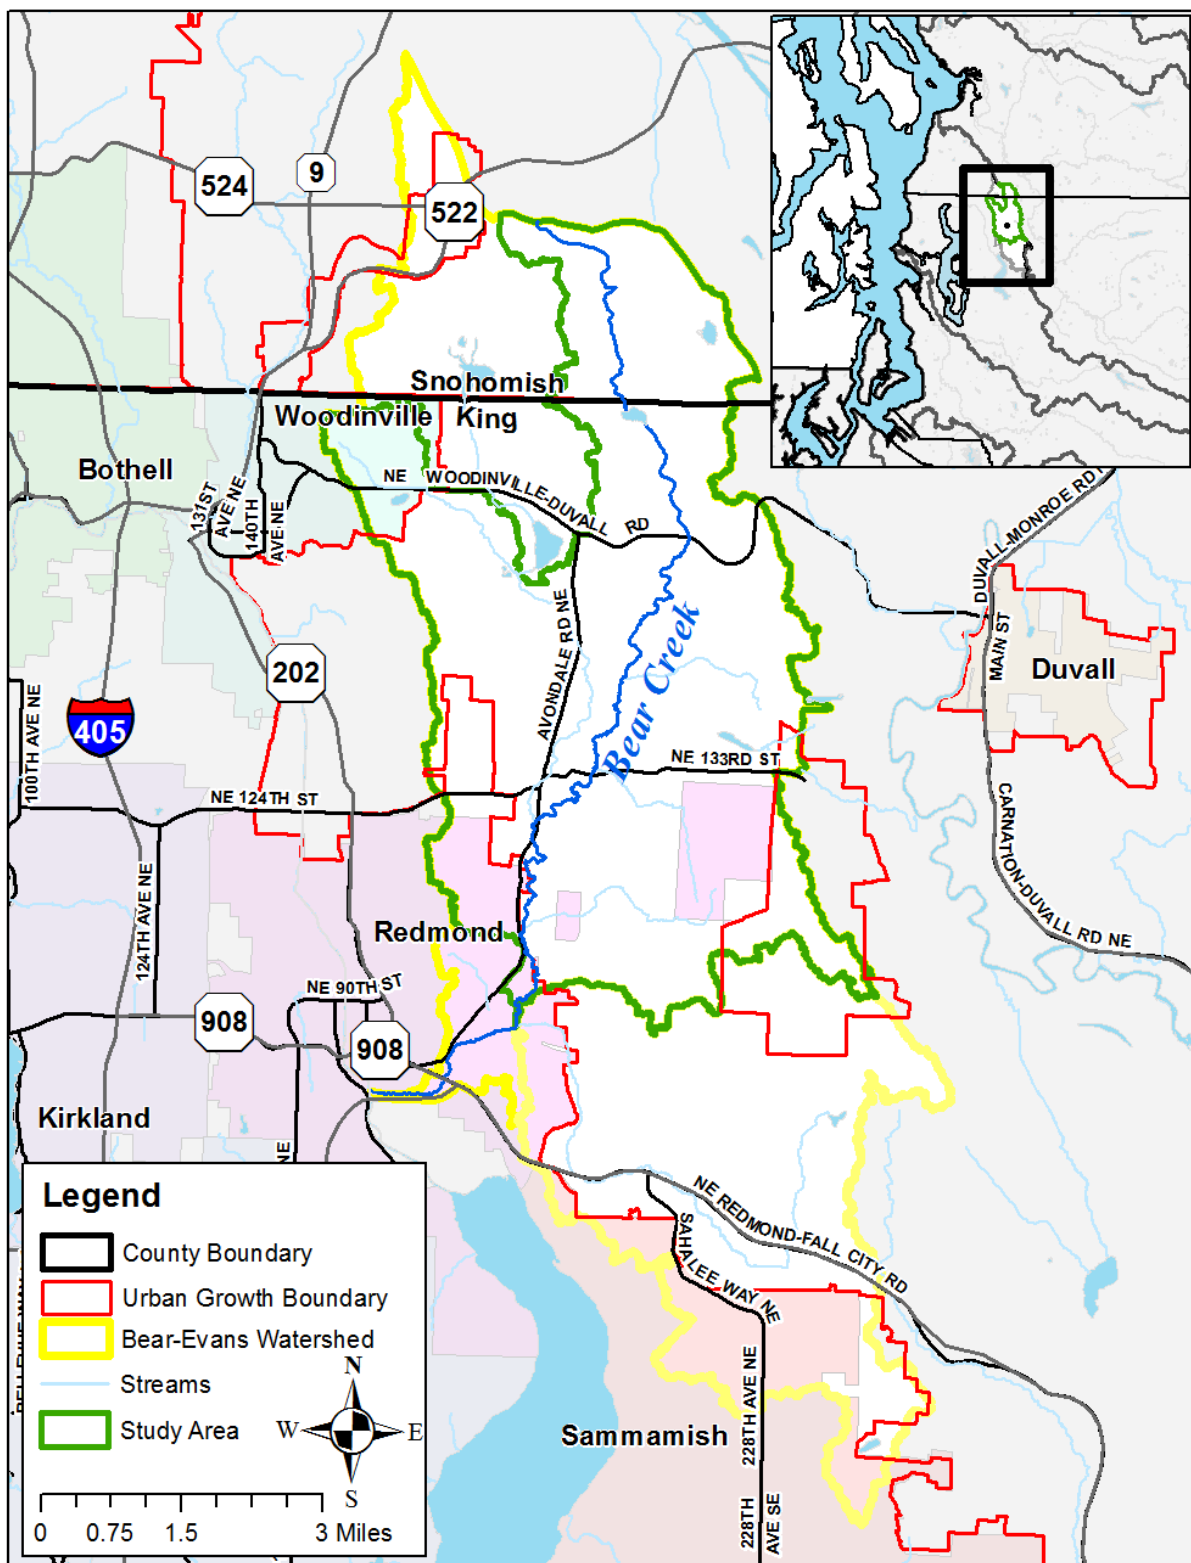 524
9
522
Snohomish
Woodinville King
Bothell
NE WOODINVILLE-DUVALL RD
131ST
AVE NE
140TH
AVE NE
DUVALL-MONROE RD
MAIN ST
Duvall
AVONDALE RD NE
Bear Creek
202
405
100TH AVE NE
NE 133RD ST
NE 124TH ST
CARNATION-DUVALL RD NE
124TH AVE NE
Redmond
NE 90TH ST
908
908
Kirkland
NE
NE REDMOND-FALL CITY RD
SAHALEE WAY NE
228TH AVE NE
Sammamish
228TH
AVE SE
Legend
County Boundary
Urban Growth Boundary
Bear-Evans Watershed
Streams
Study Area
N
W E
S
0 0.75 1.5 3 Miles